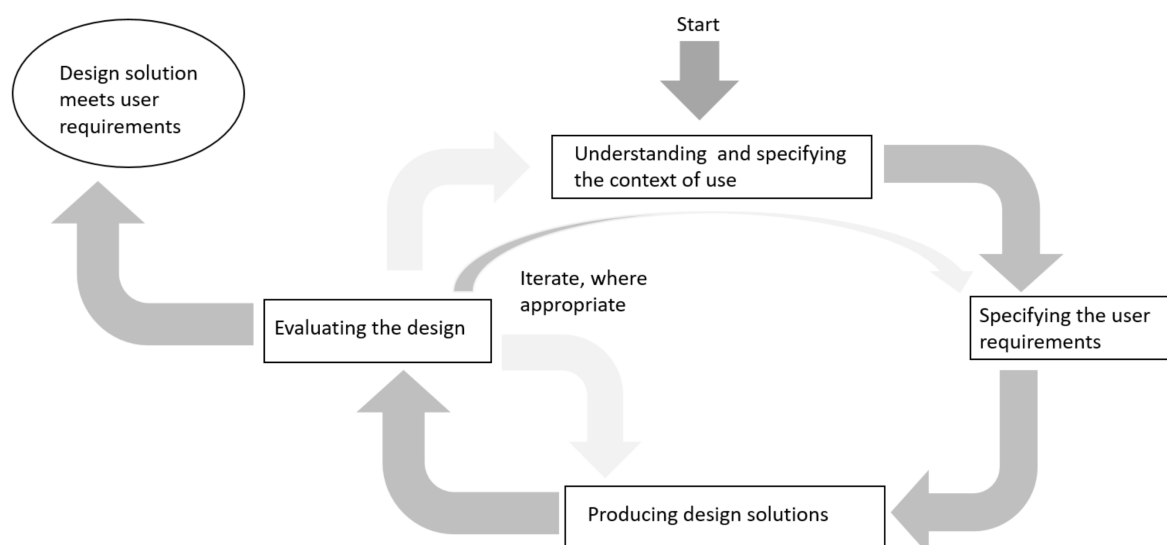 Start
Design solution
meets user
requirements
Understanding  and specifying
the context of use
Iterate, where
appropriate
Evaluating the design
Specifying the user
requirements
Producing design solutions